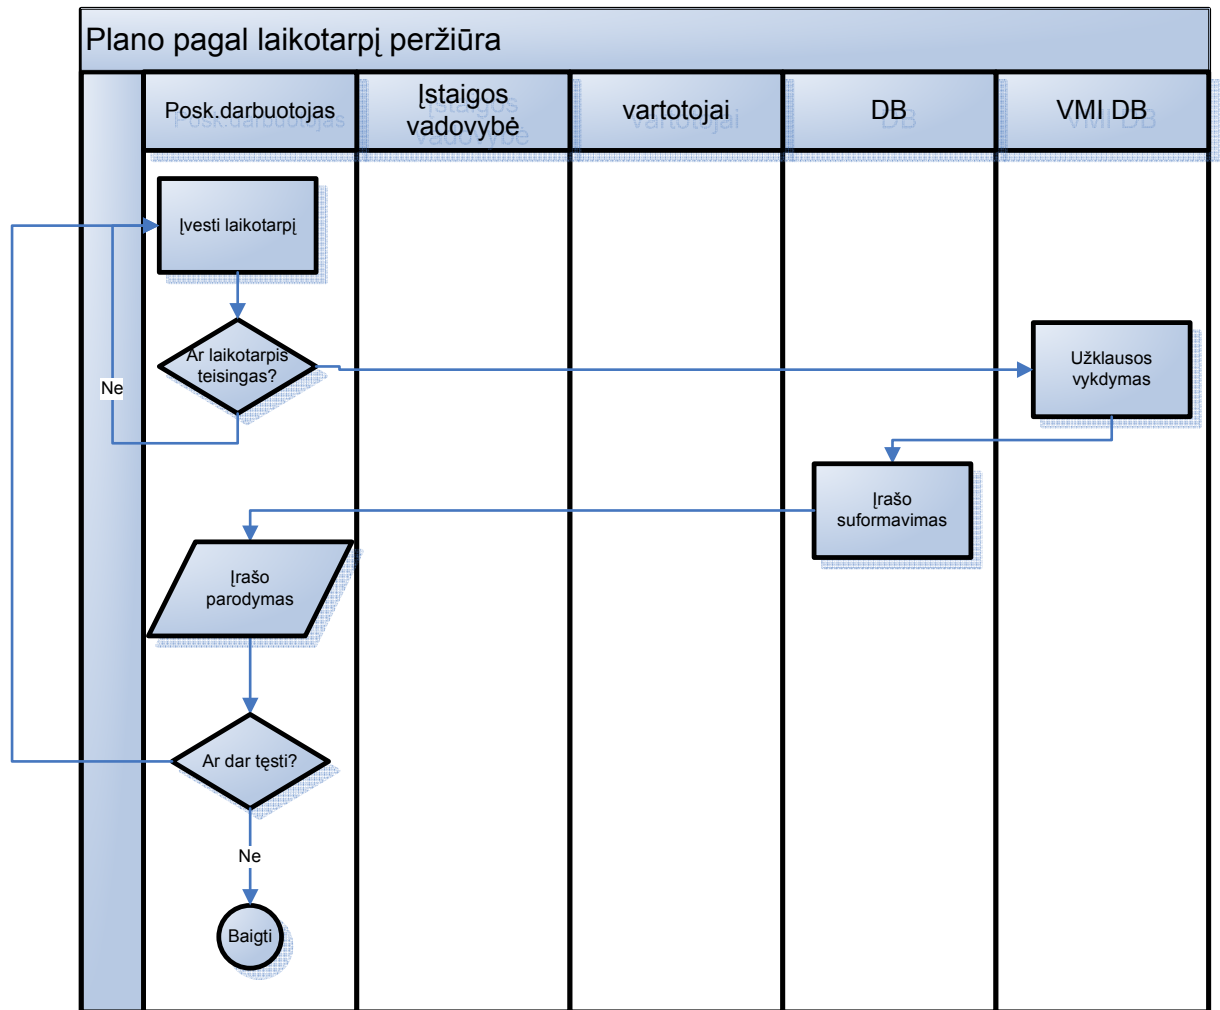 Plano pagal laikotarpį peržiūra
Posk.darbuotojas
Įstaigos
vadovybė
vartotojai
DB
VMI DB
Įvesti laikotarpį
Ar laikotarpis
teisingas?
Užklausos
vykdymas
Ne
Įrašo
suformavimas
Įrašo
parodymas
Ar dar tęsti?
Ne
Baigti